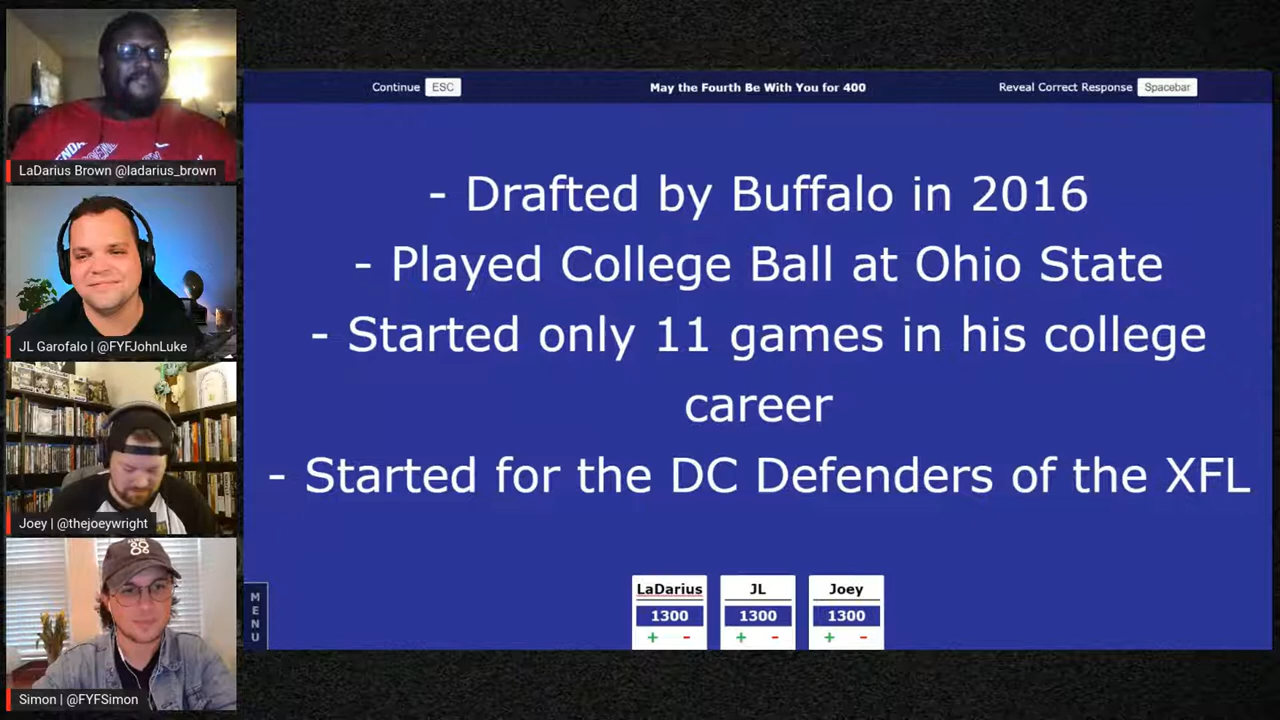 Continue ESC
May the Fourth Be With You for 400
Reveal Correct Response Spacebar
- Drafted by Buffalo in 2016
- Played College Ball at Ohio State
- Started only 11 games in his college
career
- Started for the DC Defenders of the XFL
MENU
LaDarius JL Joey
1300 1300 1300
+ - + - + -
LaDarius Brown @ladarius_brown
JL Garofalo | @FYFJohnLuke
Joey | @thejoeywright
Simon | @FYFSimon